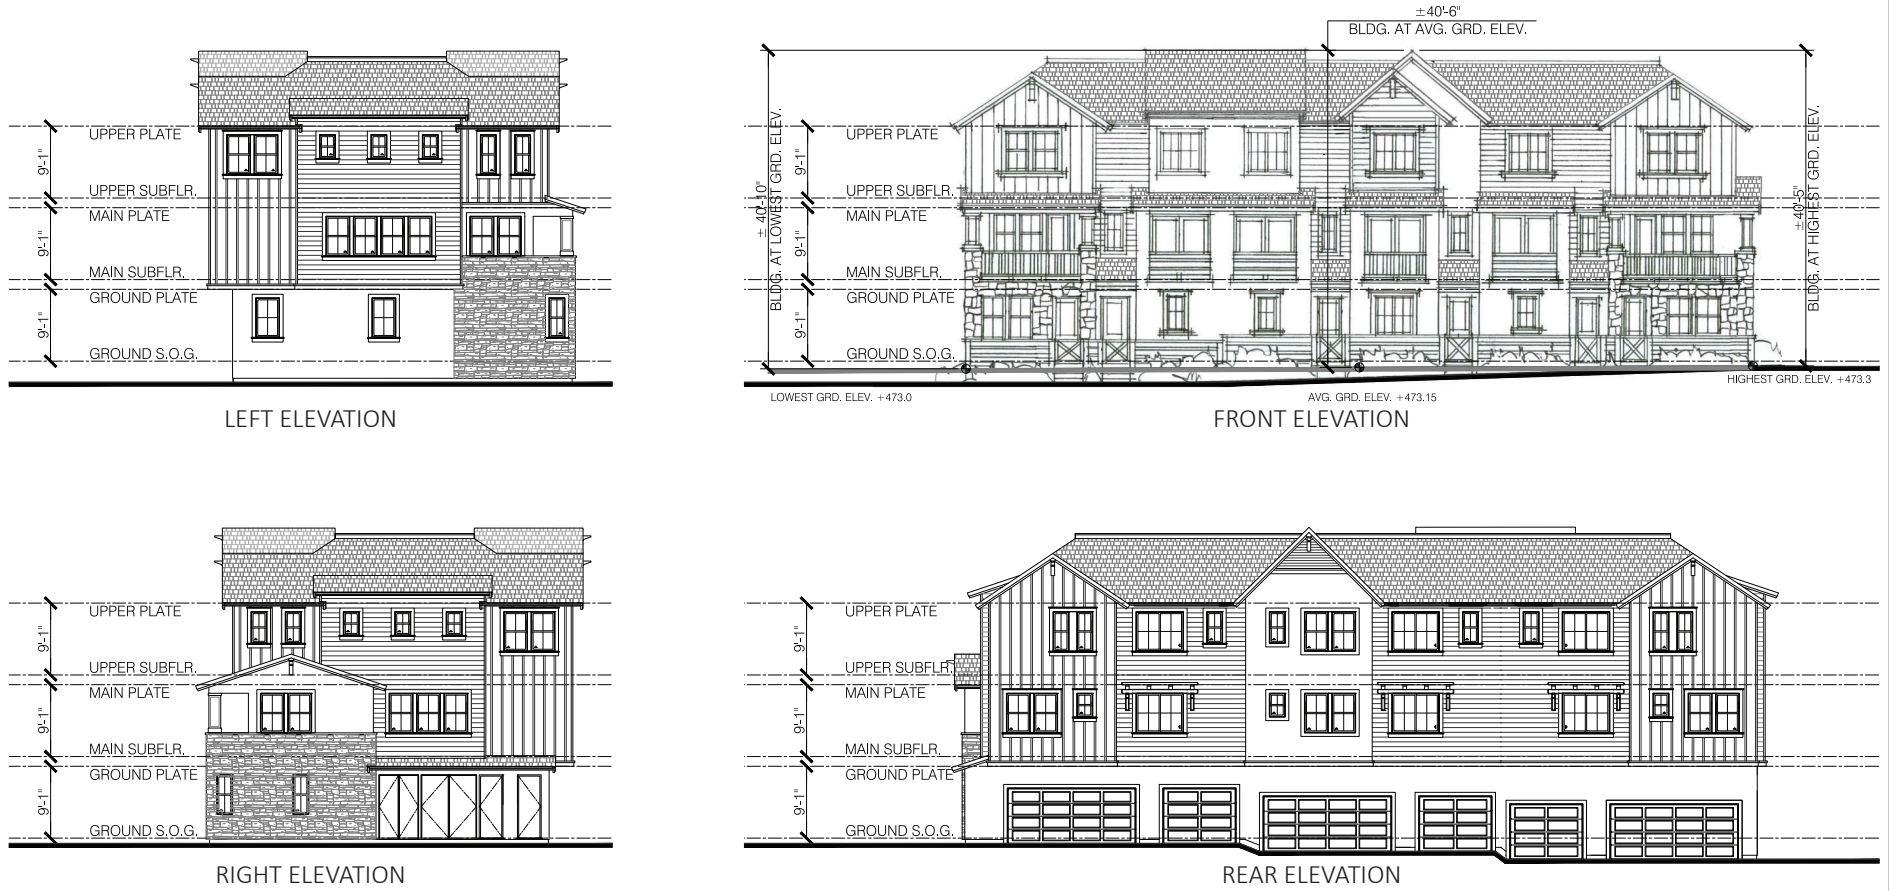 UPPER PLATE
9'-1"
UPPER SUBFLR.
MAIN PLATE
9'-1"
MAIN SUBFLR.
GROUND PLATE
9'-1"
GROUND S.O.G.
LEFT ELEVATION
±40'-6"
BLDG. AT AVG. GRD. ELEV.
±40'-10"
BLDG. AT LOWEST GRD. ELEV.
UPPER PLATE
9'-1"
UPPER SUBFLR.
MAIN PLATE
9'-1"
MAIN SUBFLR.
GROUND PLATE
9'-1"
GROUND S.O.G.
±40'-5"
BLDG. AT HIGHEST GRD. ELEV.
LOWEST GRD. ELEV. +473.0
AVG. GRD. ELEV. +473.15
HIGHEST GRD. ELEV. +473.3
FRONT ELEVATION
UPPER PLATE
9'-1"
UPPER SUBFLR.
MAIN PLATE
9'-1"
MAIN SUBFLR.
GROUND PLATE
9'-1"
GROUND S.O.G.
RIGHT ELEVATION
UPPER PLATE
9'-1"
UPPER SUBFLR.
MAIN PLATE
9'-1"
MAIN SUBFLR.
GROUND PLATE
9'-1"
GROUND S.O.G.
REAR ELEVATION